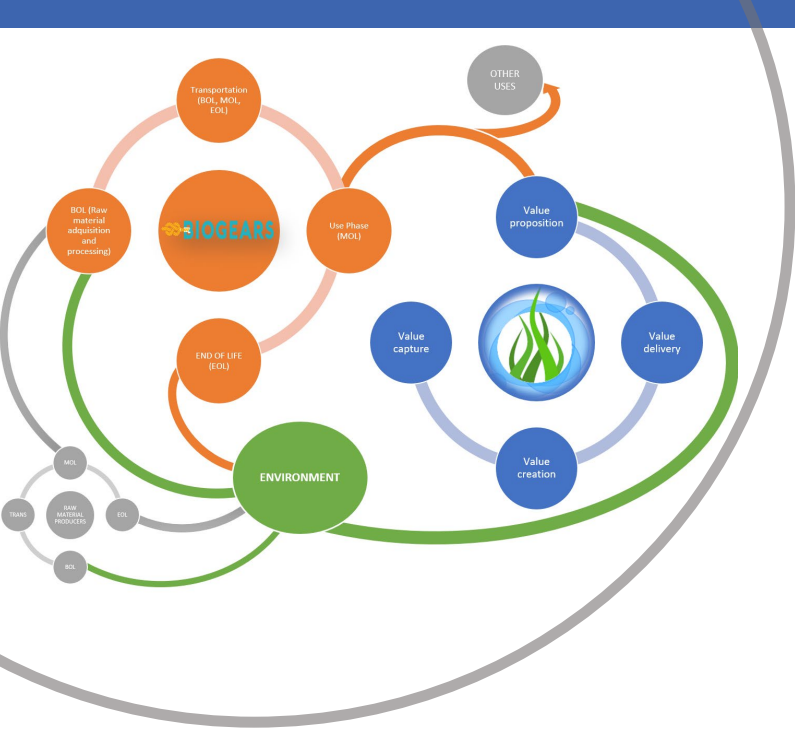 OTHER
USES
Transportation
(BOL, MOL,
EOL)
BOL (Raw
material
adquisition
and
processing)
BIOGEARS
Use Phase
(MOL)
Value
proposition
END OF LIFE
(EOL)
Value
capture
Value
delivery
Value
creation
ENVIRONMENT
MOL
TRANS
RAW
MATERIAL
PRODUCERS
EOL
BOL